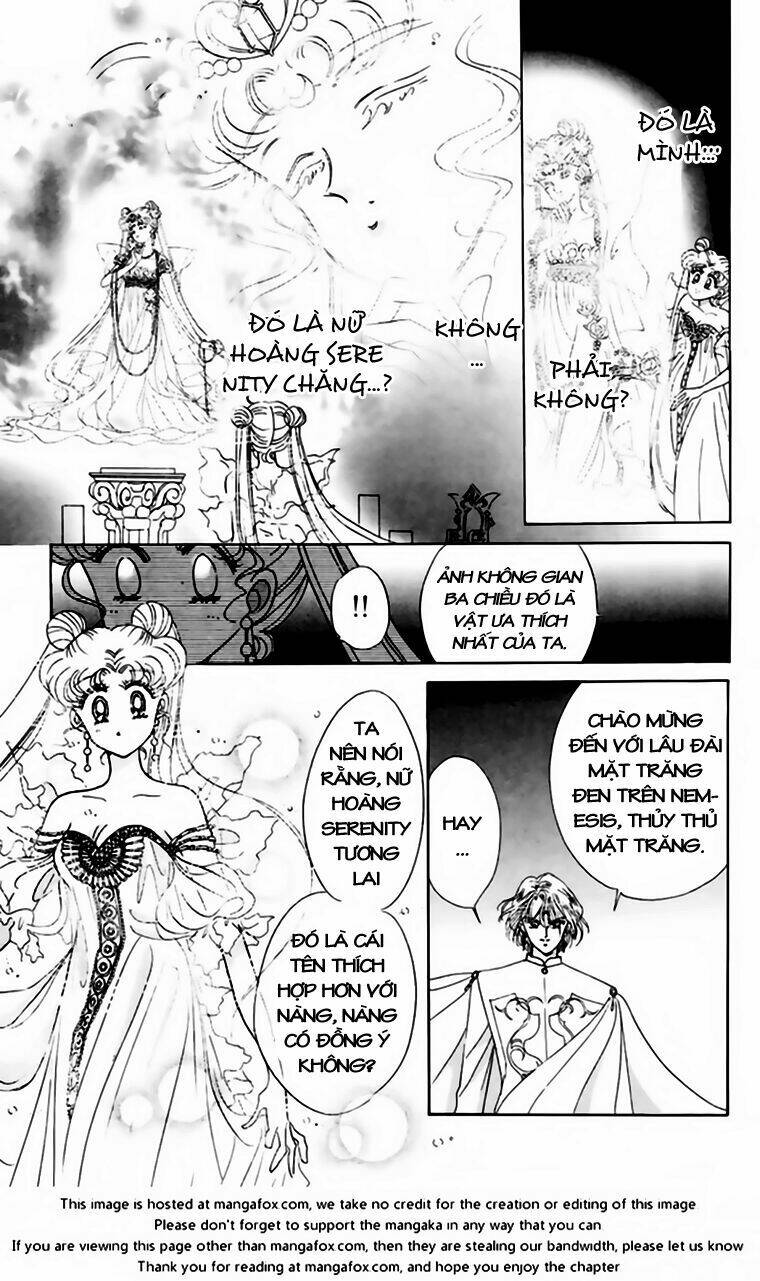 ĐÓ LÀ
MÌNH...
PHẢI
KHÔNG?
KHÔNG
...
ĐÓ LÀ NỮ
HOÀNG SERE
NITY CHĂNG...?
ẢNH KHÔNG GIAN
BA CHIỀU ĐÓ LÀ
VẬT ƯA THÍCH
NHẤT CỦA TA.
!!
CHÀO MỪNG
ĐẾN VỚI LÂU ĐÀI
MẶT TRĂNG
ĐEN TRÊN NEM-
ESIS, THỦY THỦ
MẶT TRĂNG.
HAY
...
TA
NÊN NÓI
RẰNG, NỮ
HOÀNG
SERENITY
TƯƠNG
LAI
ĐÓ LÀ CÁI
TÊN THÍCH
HỢP HƠN VỚI
NÀNG, NÀNG
CÓ ĐỒNG Ý
KHÔNG?
This image is hosted at mangafox.com, we take no credit for the creation or editing of this image
Please don't forget to support the mangaka in any way that you can
If you are viewing this page other than mangafox.com, then they are stealing our bandwidth, please let us know
Thank you for reading at mangafox.com, and hope you enjoy the chapter